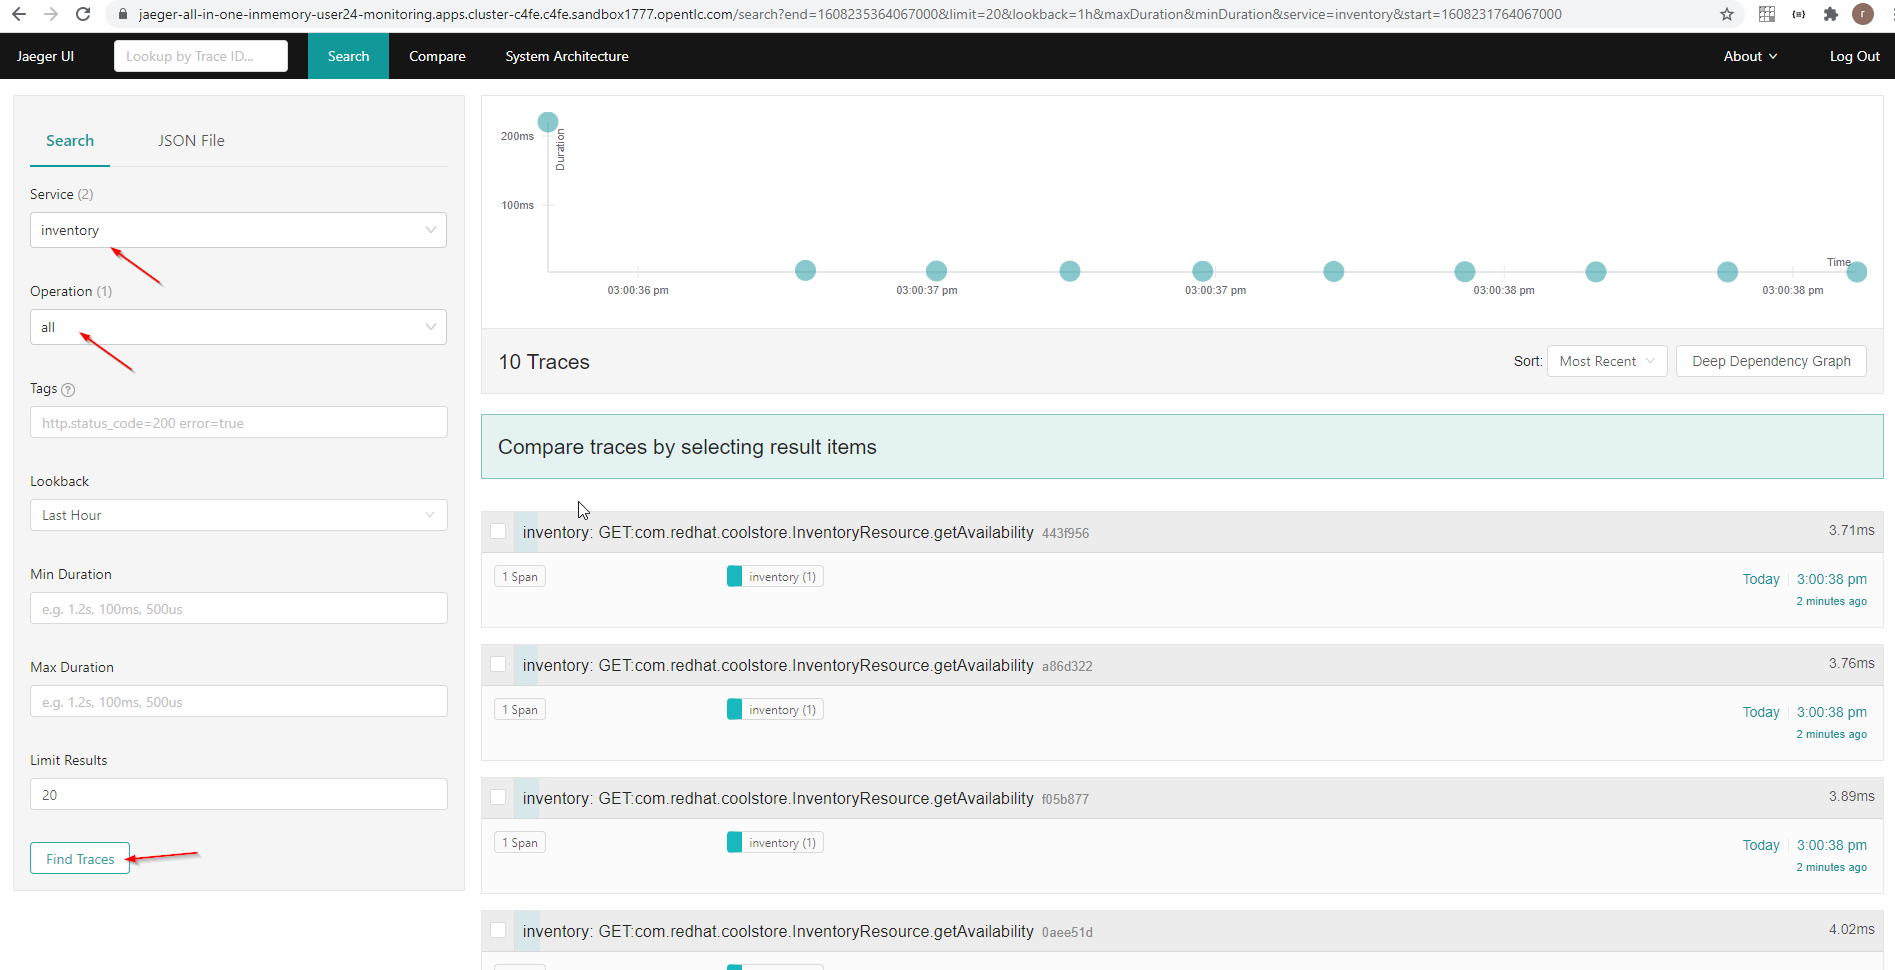 jaeger-all-in-one-inmemory-user24-monitoring.apps.cluster-c4fe.c4fe.sandbox1777.opentlc.com/search?end=1608235364067000&limit=20&lookback=1h&maxDuration&minDuration&service=inventory&start=1608231764067000
r
Jaeger UI
Lookup by Trace ID...
Search
Compare
System Architecture
About
Log Out
Search
JSON File
Service (2)
inventory
Operation (1)
all
Tags ?
http.status_code=200 error=true
Lookback
Last Hour
Min Duration
e.g. 1.2s, 100ms, 500us
Max Duration
e.g. 1.2s, 100ms, 500us
Limit Results
20
Find Traces
200ms
100ms
Duration
Time
03:00:36 pm
03:00:37 pm
03:00:37 pm
03:00:38 pm
03:00:38 pm
10 Traces
Sort: Most Recent
Deep Dependency Graph
Compare traces by selecting result items
inventory: GET:com.redhat.coolstore.InventoryResource.getAvailability 443f956
3.71ms
1 Span
inventory (1)
Today 3:00:38 pm
2 minutes ago
inventory: GET:com.redhat.coolstore.InventoryResource.getAvailability a86d322
3.76ms
1 Span
inventory (1)
Today 3:00:38 pm
2 minutes ago
inventory: GET:com.redhat.coolstore.InventoryResource.getAvailability f05b877
3.89ms
1 Span
inventory (1)
Today 3:00:38 pm
2 minutes ago
inventory: GET:com.redhat.coolstore.InventoryResource.getAvailability 0aee51d
4.02ms